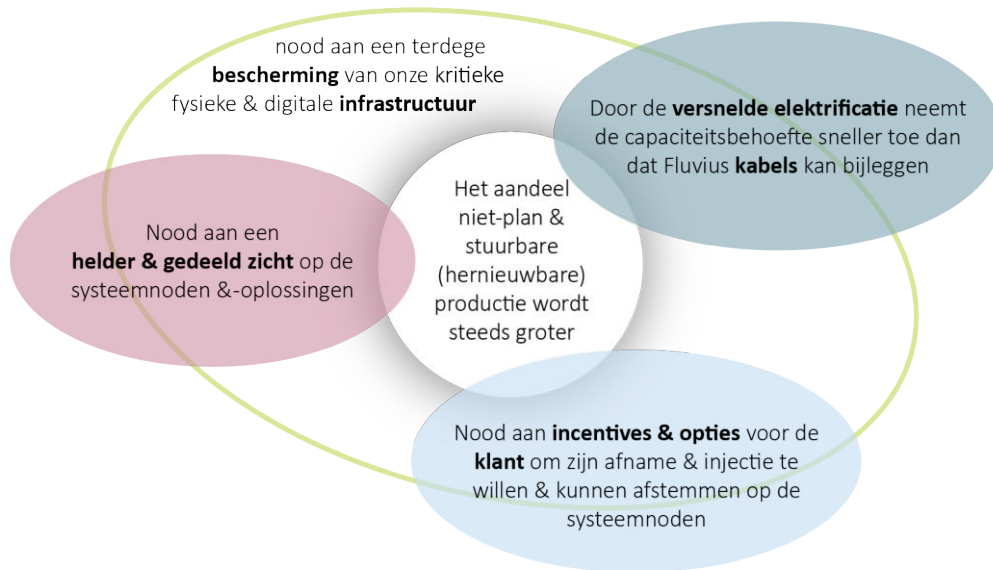 nood aan een terdege
bescherming van onze kritieke
fysieke & digitale infrastructuur
Door de versnelde elektrificatie neemt
de capaciteitsbehoefte sneller toe dan
dat Fluvius kabels kan bijleggen
Nood aan een
helder & gedeeld zicht op de
systeemnoden &-oplossingen
Het aandeel
niet-plan &
stuurbare
(hernieuwbare)
productie wordt
steeds groter
Nood aan incentives & opties voor de
klant om zijn afname & injectie te
willen & kunnen afstemmen op de
systeemnoden